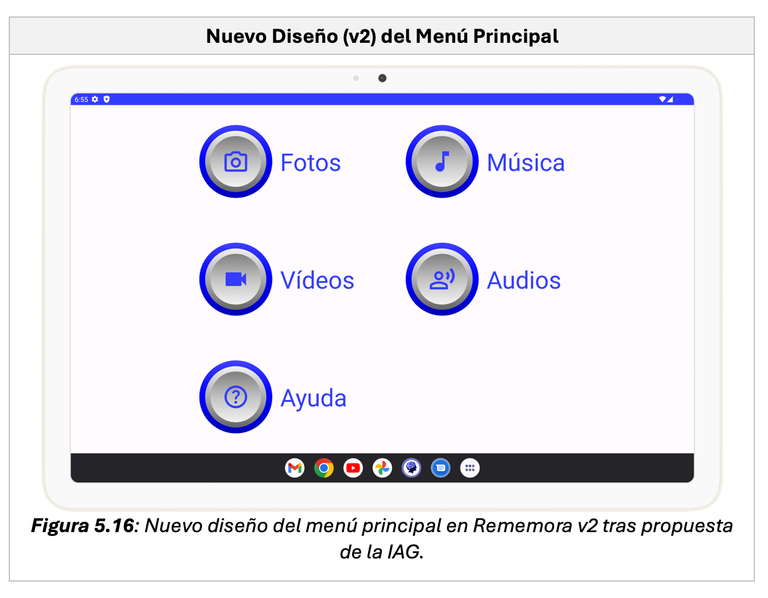 Nuevo Diseño (v2) del Menú Principal
6:55
Fotos
Música
Vídeos
Audios
Ayuda
Figura 5.16: Nuevo diseño del menú principal en Rememora v2 tras propuesta
de la IAG.